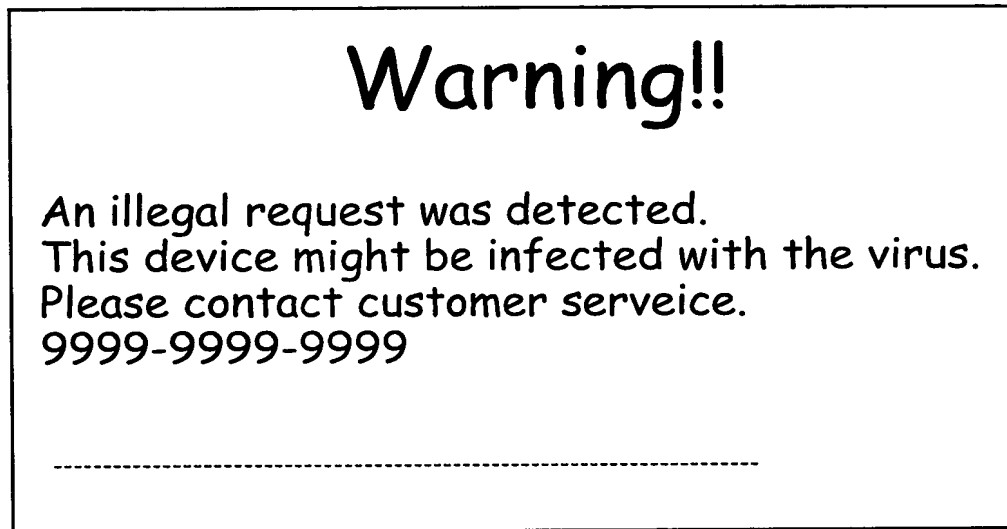 Warning!!
An illegal request was detected.
This device might be infected with the virus.
Please contact customer serveice.
9999-9999-9999